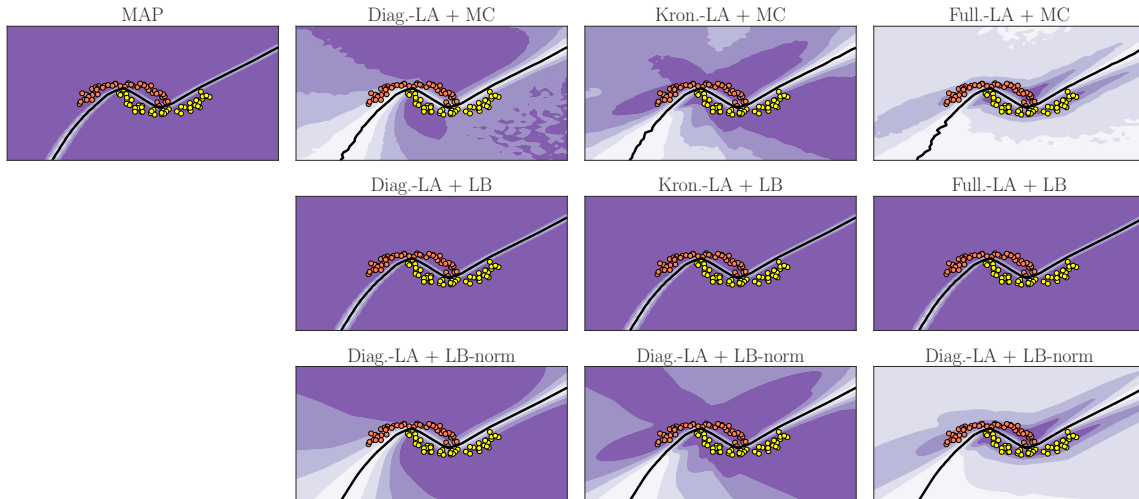 MAP
Diag.-LA + MC
Kron.-LA + MC
Full.-LA + MC
Diag.-LA + LB
Kron.-LA + LB
Full.-LA + LB
Diag.-LA + LB-norm
Diag.-LA + LB-norm
Diag.-LA + LB-norm